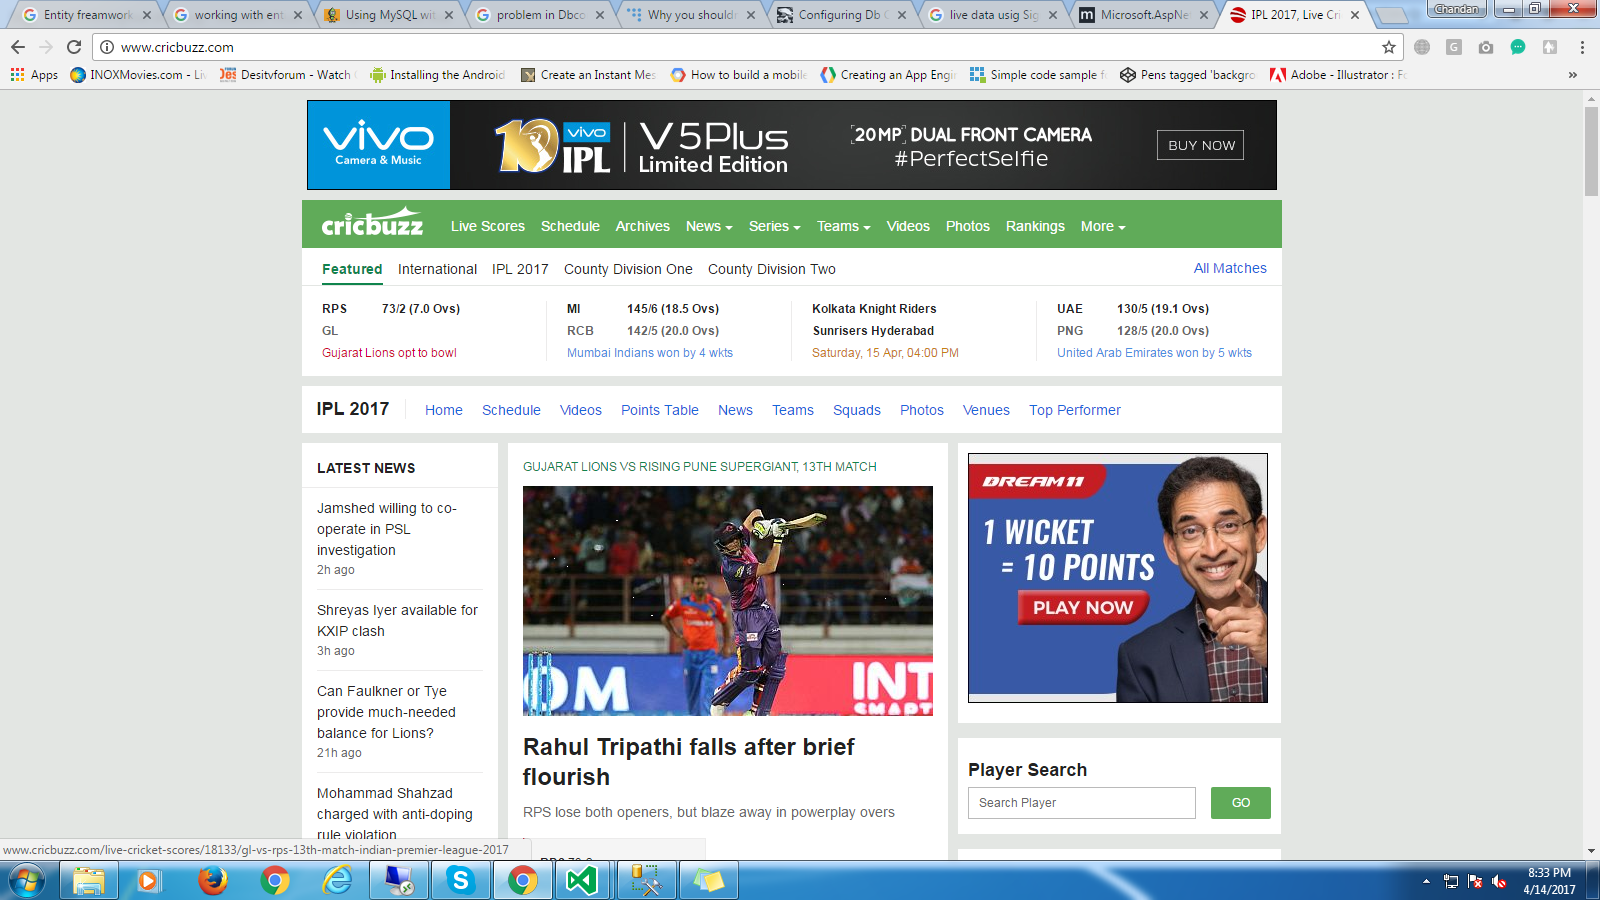 Entity freamwork
working with ent
Using MySQL wit
problem in Dbco
Why you should
Configuring Db C
live data usig Sig
Microsoft.AspNe
IPL 2017, Live Cri
Chandan
www.cricbuzz.com
Apps
INOXMovies.com - Li
Desitvforum - Watch
Installing the Android
Create an Instant Mes
How to build a mobile
Creating an App Engi
Simple code sample f
Pens tagged 'backgro
Adobe - Illustrator : F
vivo
Camera & Music
10 vivo IPL
V5Plus
Limited Edition
20MP DUAL FRONT CAMERA
#PerfectSelfie
BUY NOW
cricbuzz Live Scores Schedule Archives News Series Teams Videos Photos Rankings More
Featured International IPL 2017 County Division One County Division Two All Matches
RPS 73/2 (7.0 Ovs)
GL
Gujarat Lions opt to bowl
MI 145/6 (18.5 Ovs)
RCB 142/5 (20.0 Ovs)
Mumbai Indians won by 4 wkts
Kolkata Knight Riders
Sunrisers Hyderabad
Saturday, 15 Apr, 04:00 PM
UAE 130/5 (19.1 Ovs)
PNG 128/5 (20.0 Ovs)
United Arab Emirates won by 5 wkts
IPL 2017 Home Schedule Videos Points Table News Teams Squads Photos Venues Top Performer
LATEST NEWS
Jamshed willing to co-
operate in PSL
investigation
2h ago
Shreyas Iyer available for
KXIP clash
3h ago
Can Faulkner or Tye
provide much-needed
balance for Lions?
21h ago
Mohammad Shahzad
charged with anti-doping
rule violation
GUJARAT LIONS VS RISING PUNE SUPERGIANT, 13TH MATCH
OM
INT
SMART
Rahul Tripathi falls after brief
flourish
RPS lose both openers, but blaze away in powerplay overs
DREAM11
1 WICKET
= 10 POINTS
PLAY NOW
Player Search
Search Player
GO
www.cricbuzz.com/live-cricket-scores/18133/gl-vs-rps-13th-match-indian-premier-league-2017
8:33 PM
4/14/2017